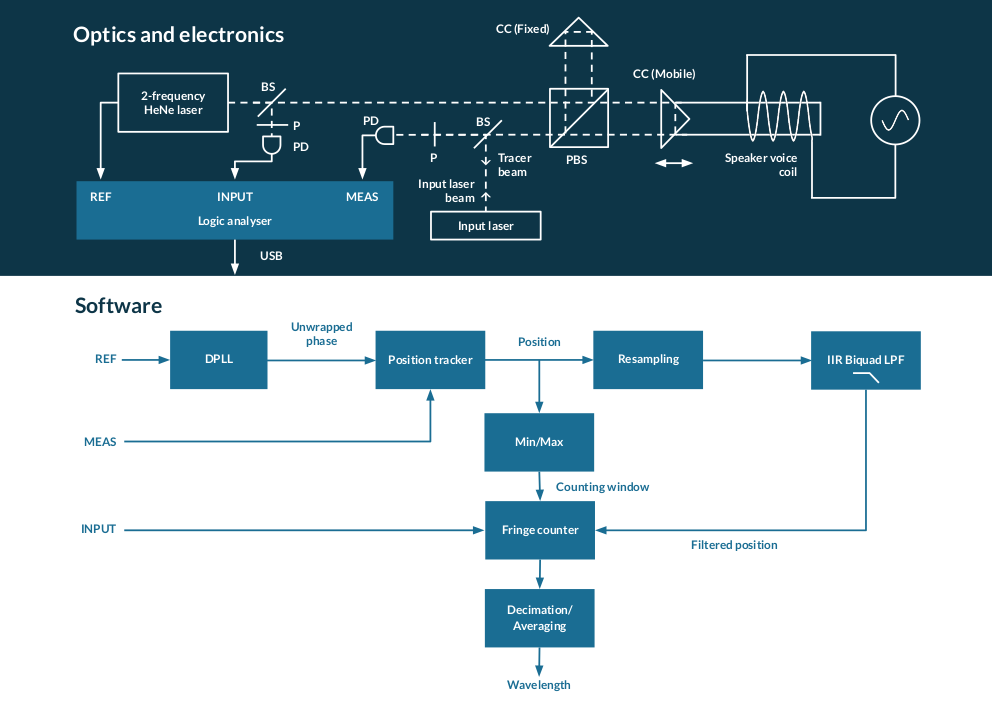 Optics and electronics
CC (Fixed)
CC (Mobile)
2-frequency
HeNe laser
BS
P
PD
PD
P
BS
PBS
Tracer
beam
Speaker voice
coil
Input laser
beam
Input laser
REF
INPUT
MEAS
Logic analyser
USB
Software
REF
DPLL
Unwrapped
phase
Position tracker
Position
Resampling
IIR Biquad LPF
MEAS
Min/Max
Counting window
INPUT
Fringe counter
Filtered position
Decimation/
Averaging
Wavelength